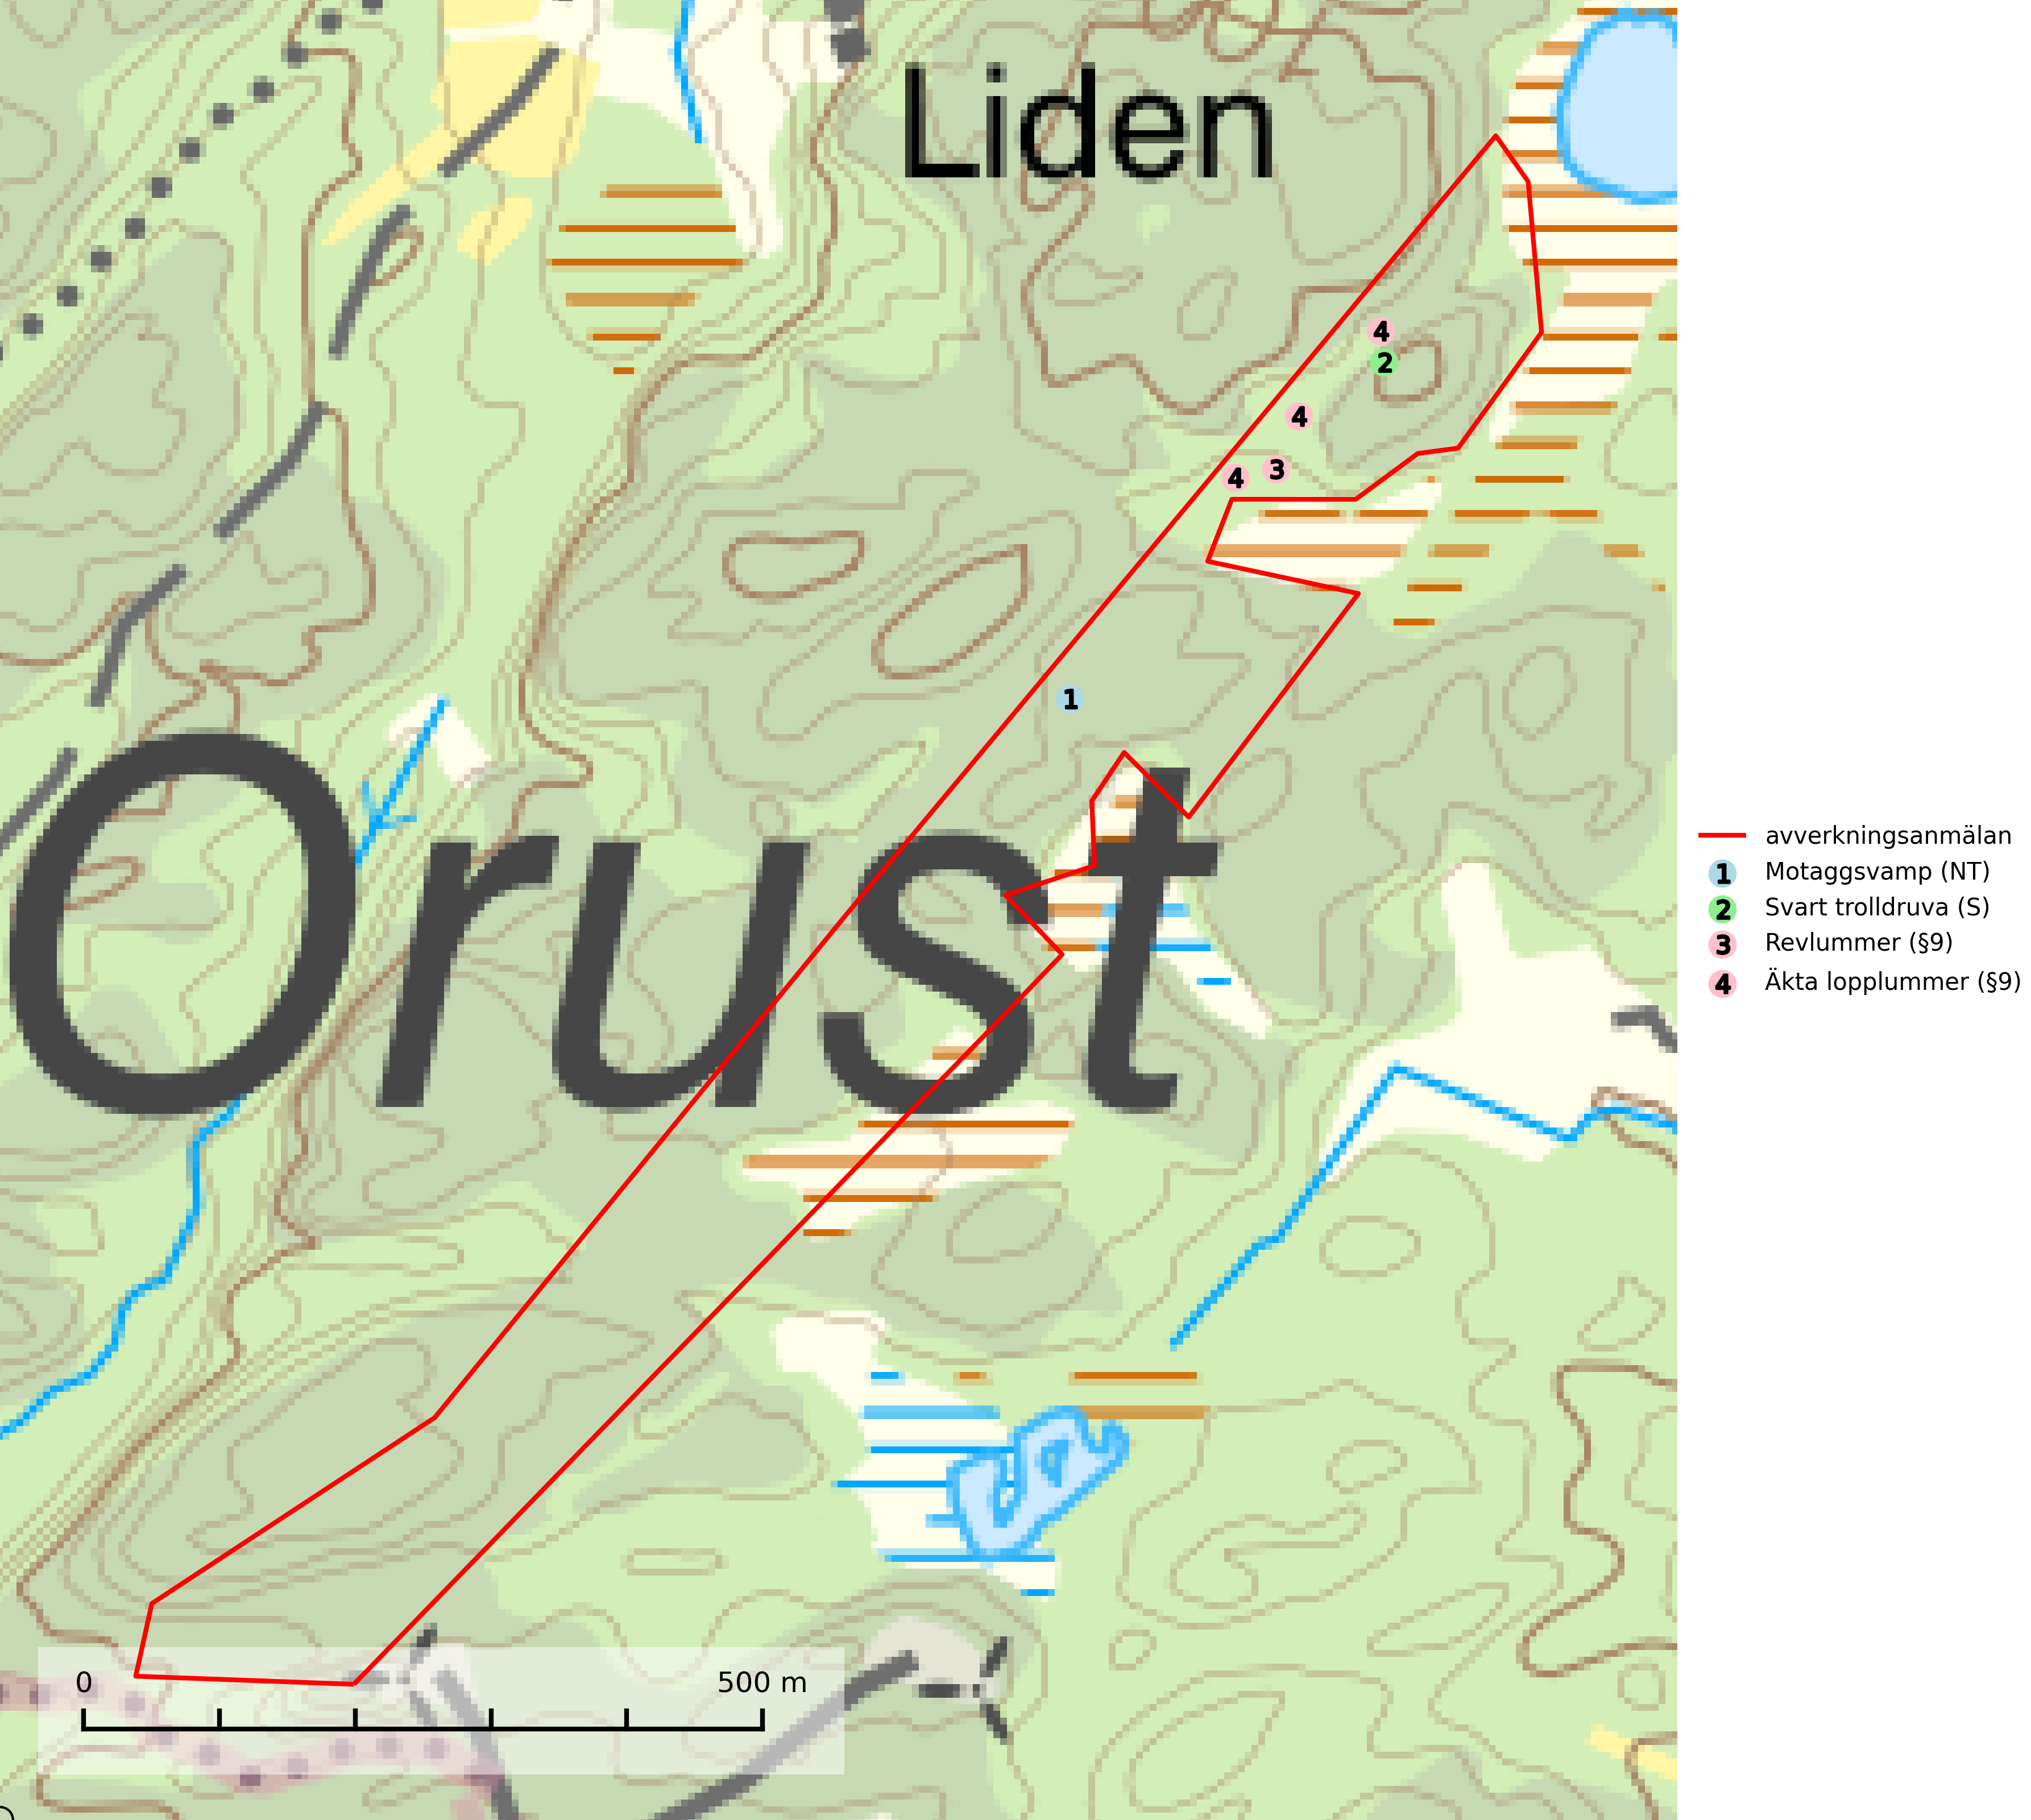 Liden
4
2
4
4
3
1
Orust
avverkningsanmälan
1 Motaggsvamp (NT)
2 Svart trolldruva (S)
3 Revlummer (§9)
4 Äkta lopplummer (§9)
0 500 m